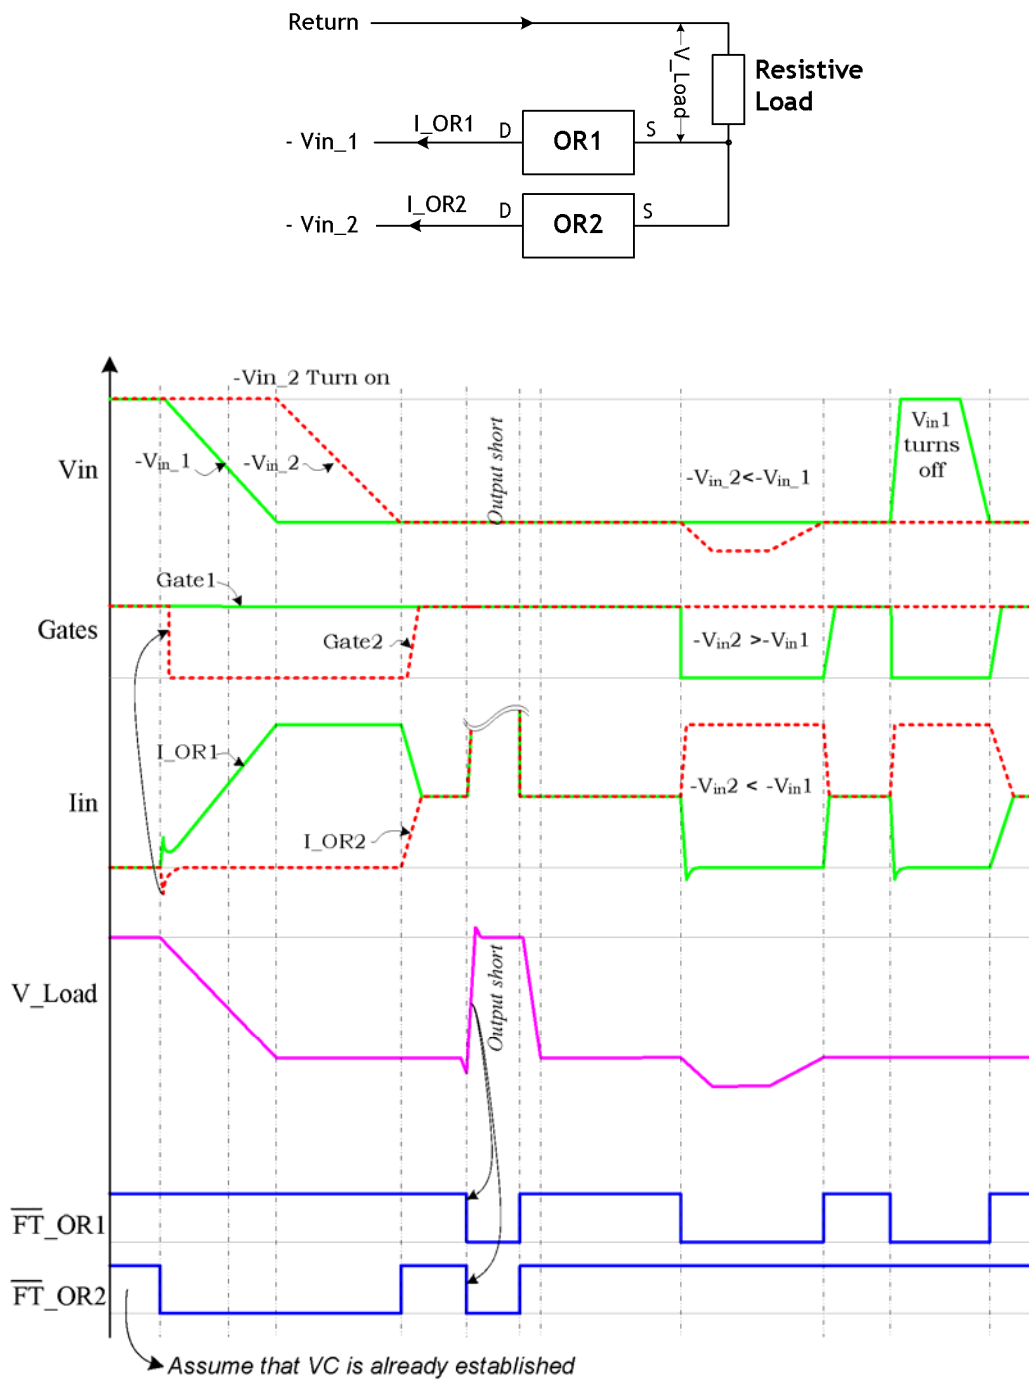 Return
V_Load
Resistive
Load
I_OR1
D
OR1
S
- Vin_1
I_OR2
D
OR2
S
- Vin_2
-Vin_2 Turn on
Output short
Vin1
turns
off
Vin
-Vin_1
-Vin_2
-Vin_2<-Vin_1
Gate1
Gates
Gate2
-Vin2 >-Vin1
I_OR1
Iin
-Vin2 < -Vin1
I_OR2
V_Load
Output short
FT_OR1
FT_OR2
Assume that VC is already established